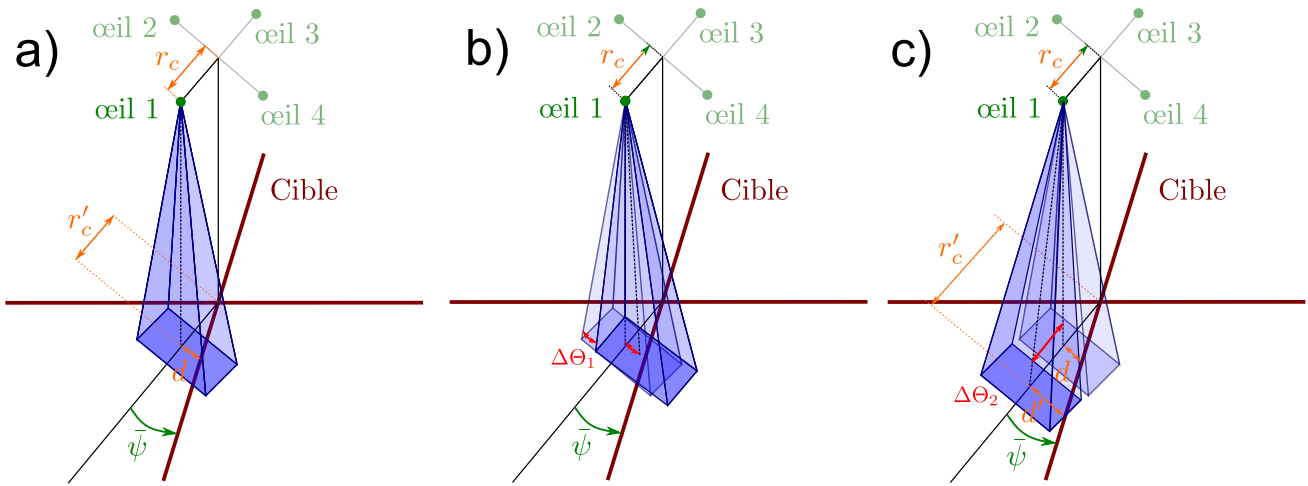 a)
œil 2
œil 3
r_c
œil 1
œil 4
Cible
r'_c
d
ψ̄
b)
œil 2
œil 3
r_c
œil 1
œil 4
Cible
ΔΘ₁
ψ̄
c)
œil 2
œil 3
r_c
œil 1
œil 4
Cible
r'_c
d
ΔΘ₂
d'
ψ̄